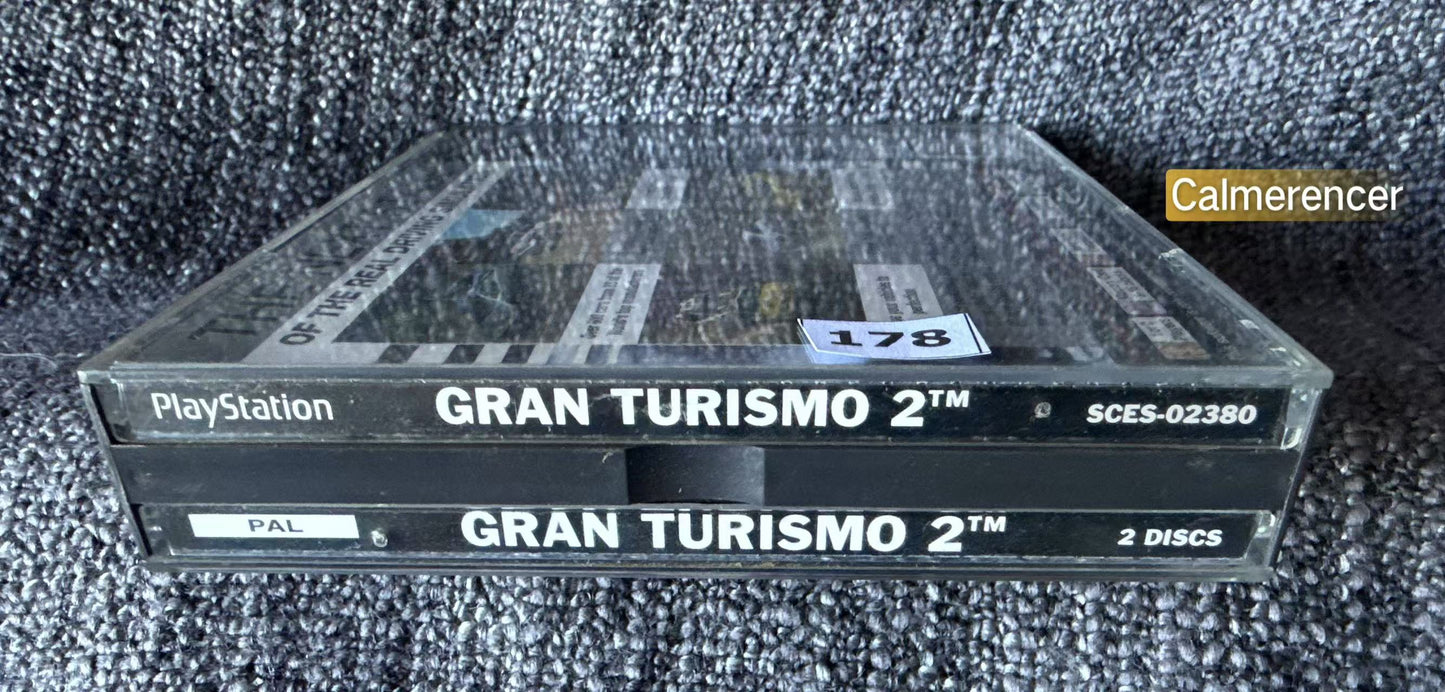 Calmerencer
OF THE REAL DRIVING
178
PlayStation GRAN TURISMO 2™ SCES-02380
PAL GRAN TURISMO 2™ 2 DISCS